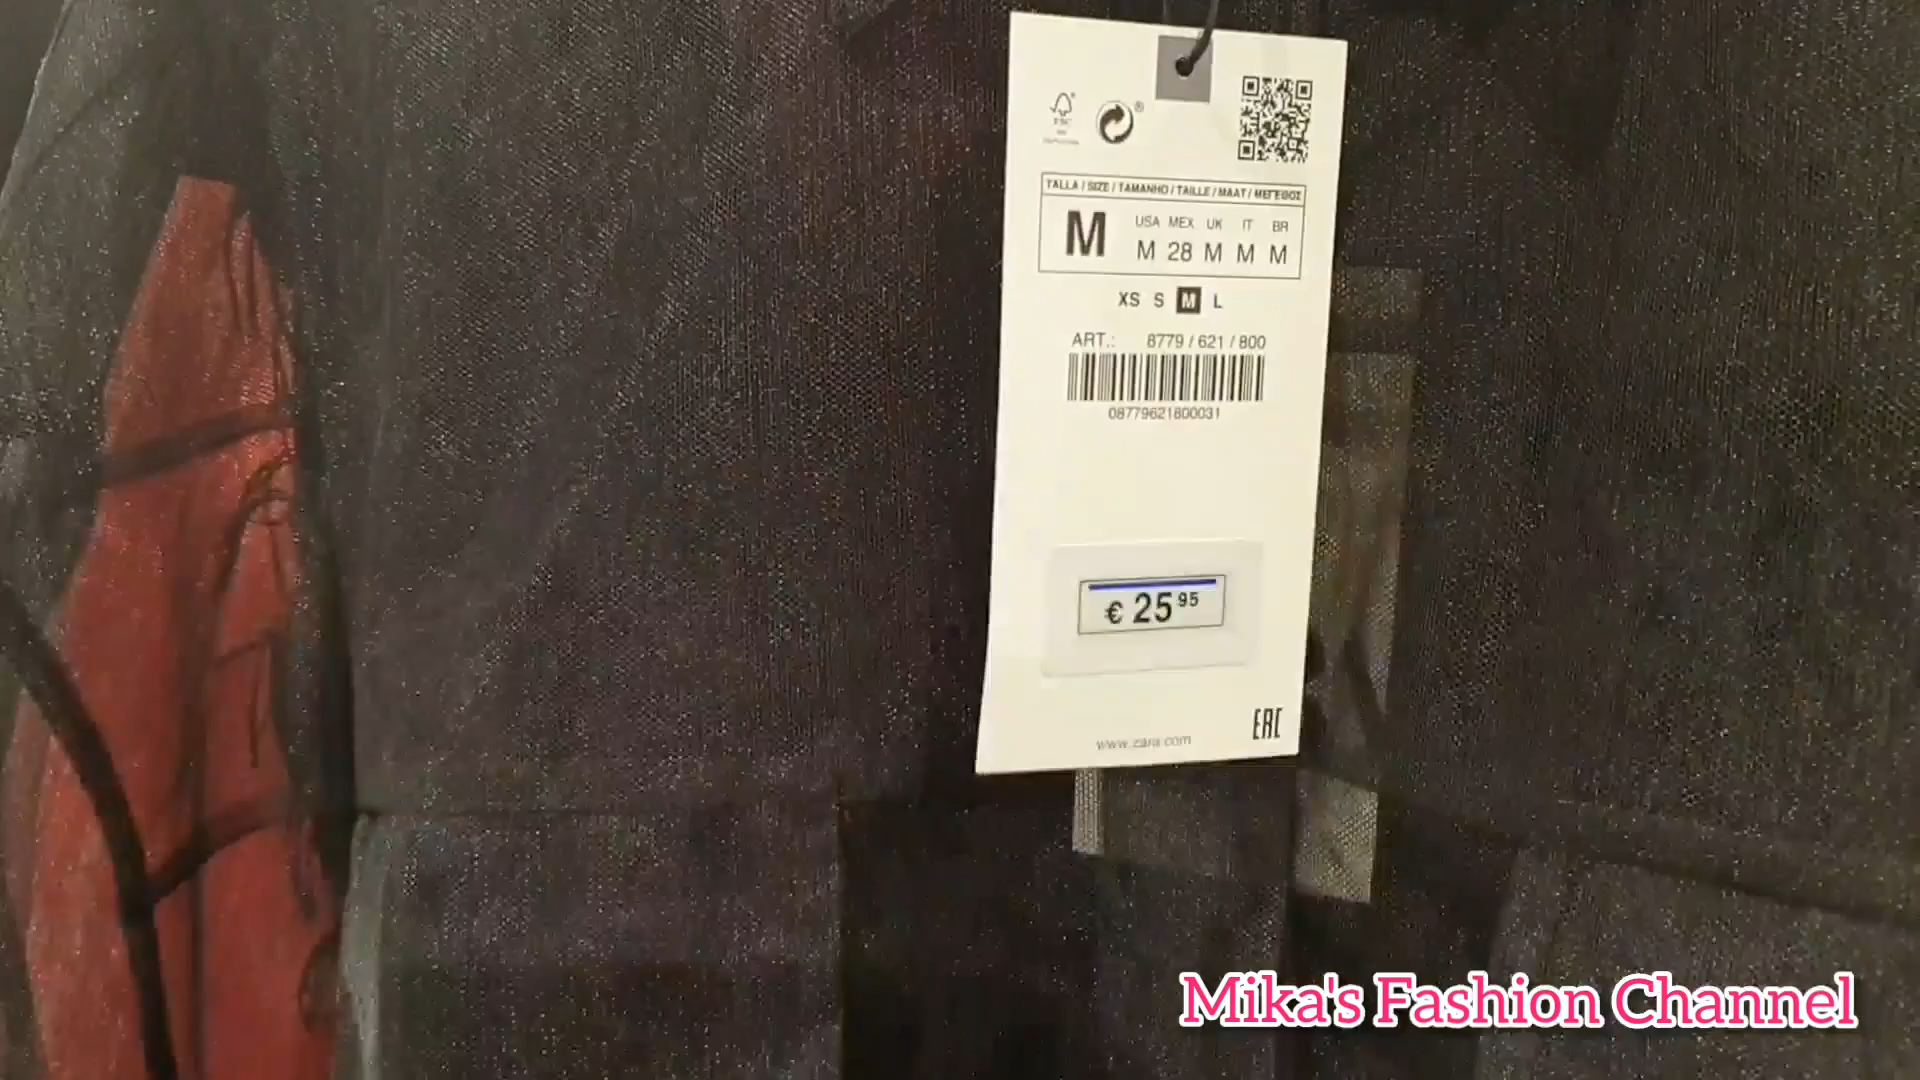 FSC
®
TALLA / SIZE / TAMANHO / TAILLE / MAAT / ΜΕΓΕΘΟΣ
M
USA MEX UK IT BR
M 28 M M M
XS S M L
ART.: 8779 / 621 / 800
08779621800031
€ 25 95
www.zara.com
EAC
Mika's Fashion Channel